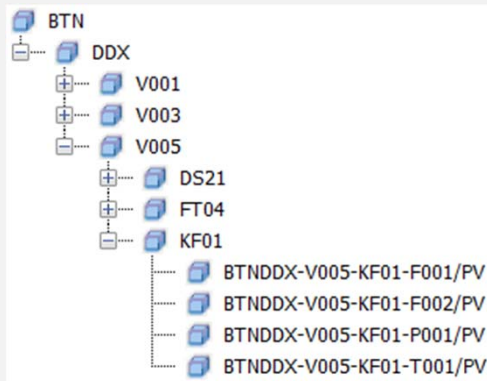 BTN
DDX
V001
V003
V005
DS21
FT04
KF01
BTNDDX-V005-KF01-F001/PV
BTNDDX-V005-KF01-F002/PV
BTNDDX-V005-KF01-P001/PV
BTNDDX-V005-KF01-T001/PV